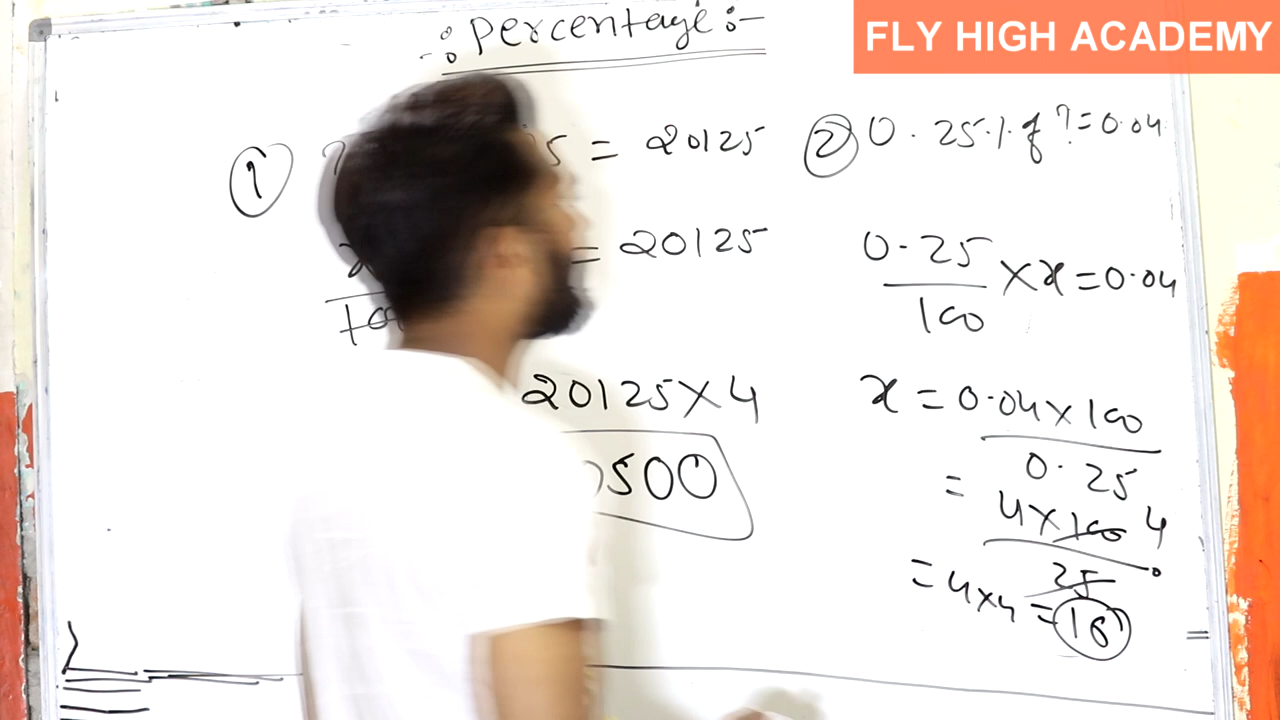 FLY HIGH ACADEMY
Percentage :-
1
5 = 20125
= 20125
20125 × 4
500
2 0.25% of ? = 0.04
0.25
100
× x = 0.04
x = 0.04 × 100
0.25
= 4 × 100 4
25
= 4 × 4 = 16